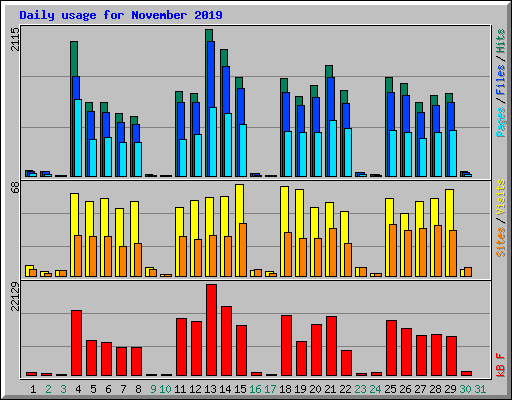 Daily usage for November 2019
2115
Pages / Files / Hits
68
Sites / Visits
22129
kB F
1 2 3 4 5 6 7 8 9 10 11 12 13 14 15 16 17 18 19 20 21 22 23 24 25 26 27 28 29 30 31